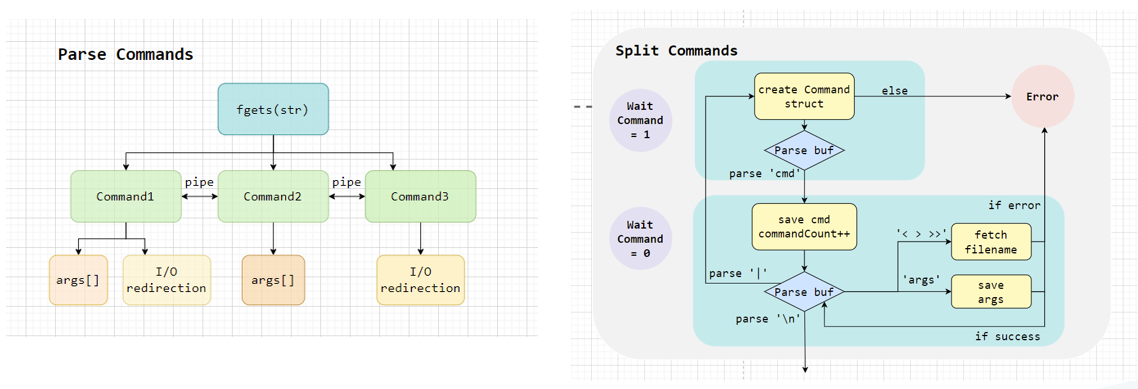 Parse Commands
fgets(str)
Command1
pipe
Command2
pipe
Command3
args[]
I/O
redirection
args[]
I/O
redirection
Split Commands
Wait
Command
= 1
create Command
struct
else
Error
Parse buf
parse 'cmd'
Wait
Command
= 0
save cmd
commandCount++
if error
'< > >>'
fetch
filename
parse '|'
Parse buf
'args'
save
args
parse '\n'
if success